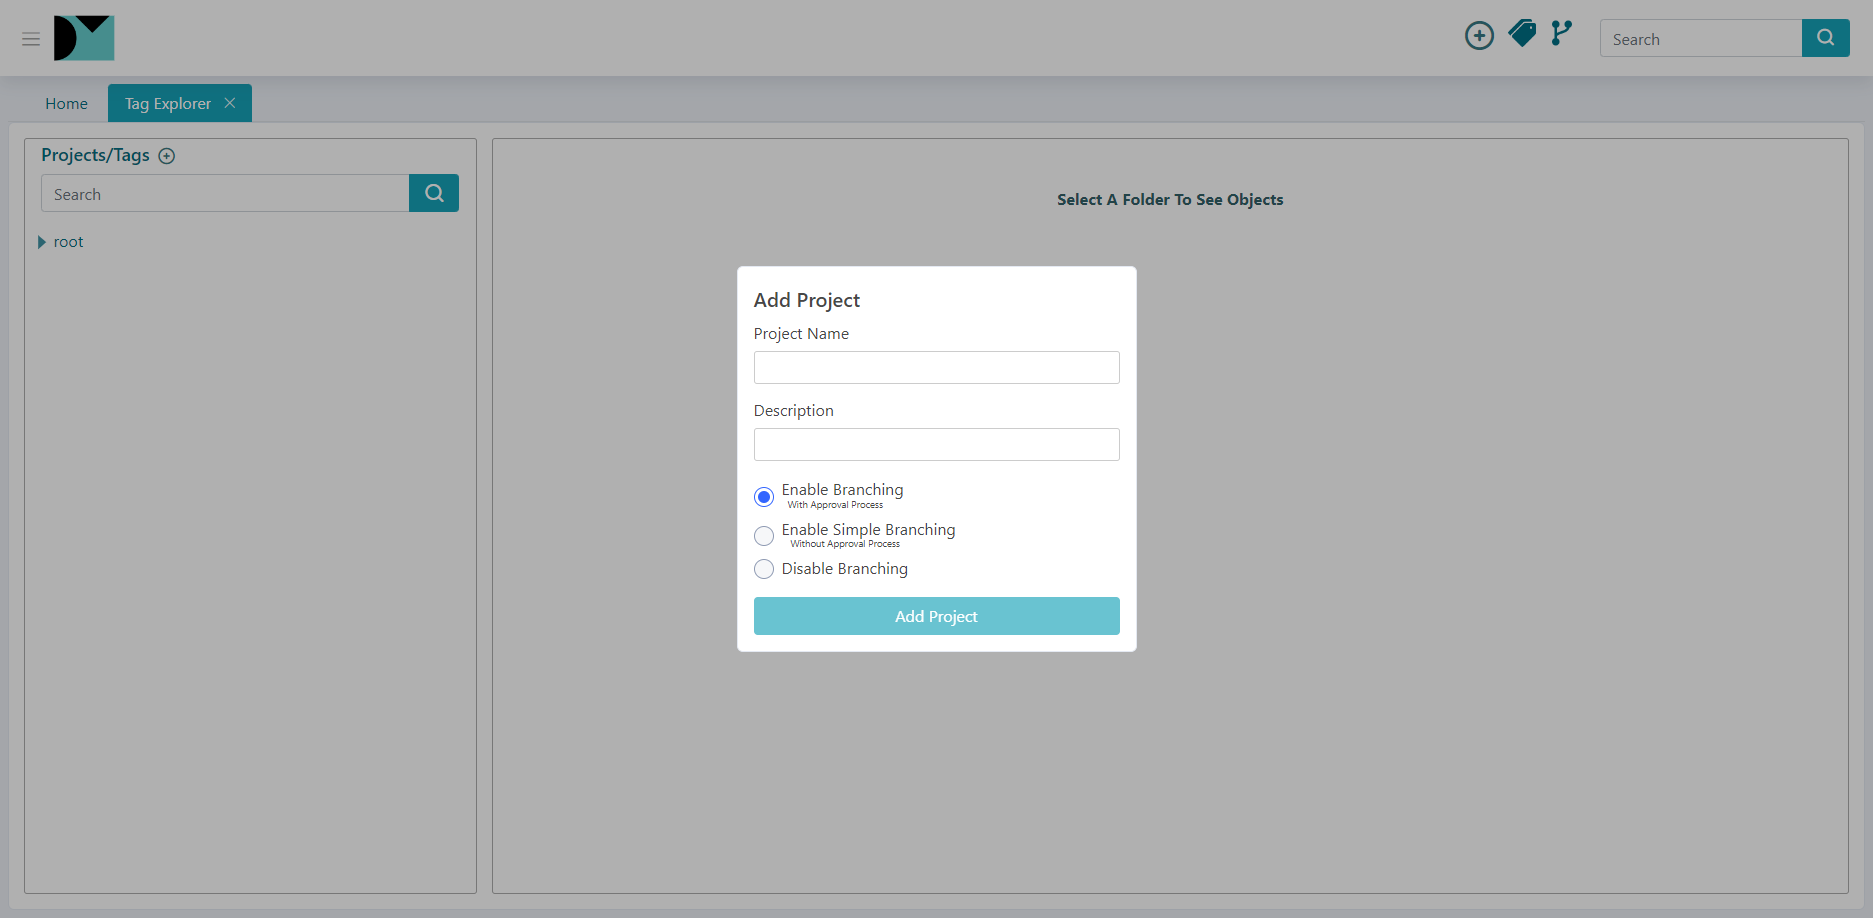 Search
Home
Tag Explorer
Projects/Tags
Search
root
Select A Folder To See Objects
Add Project
Project Name
Description
Enable Branching
With Approval Process
Enable Simple Branching
Without Approval Process
Disable Branching
Add Project